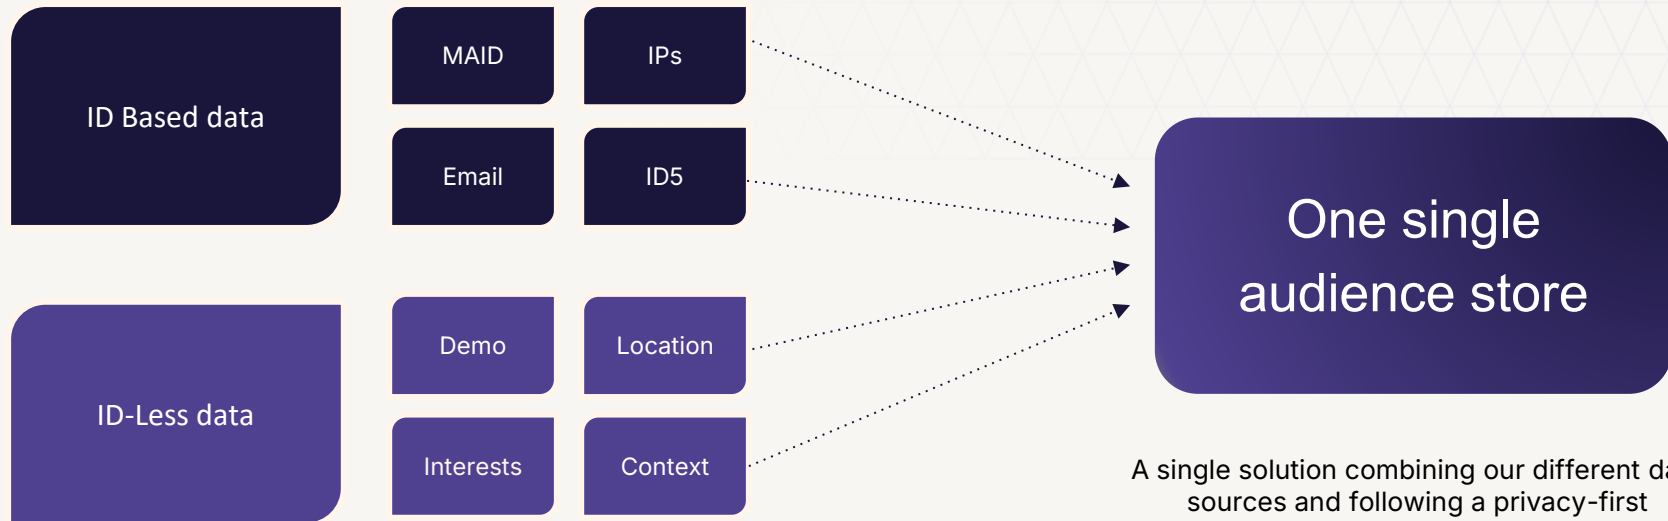 ID Based data
MAID
IPs
Email
ID5
ID-Less data
Demo
Location
Interests
Context
One single
audience store
A single solution combining our different
sources and following a privacy-first